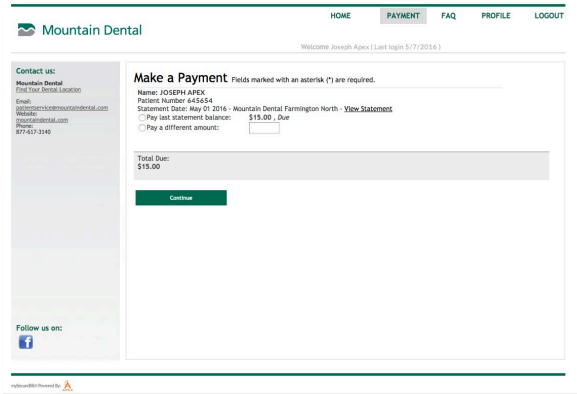 HOME PAYMENT FAQ PROFILE LOGOUT
Mountain Dental
Welcome Joseph Apex ( Last login 5/7/2016 )
Contact us:
Mountain Dental
Find Your Dental Location
Email:
patientservice@mountaindental.com
Website:
mountaindental.com
Phone:
877-617-3140
Make a Payment Fields marked with an asterisk (*) are required.
Name: JOSEPH APEX
Patient Number 645654
Statement Date: May 01 2016 - Mountain Dental Farmington North - View Statement
Pay last statement balance: $15.00 , Due
Pay a different amount:
Total Due:
$15.00
Continue
Follow us on:
mySecureBill® Powered By:
APEX